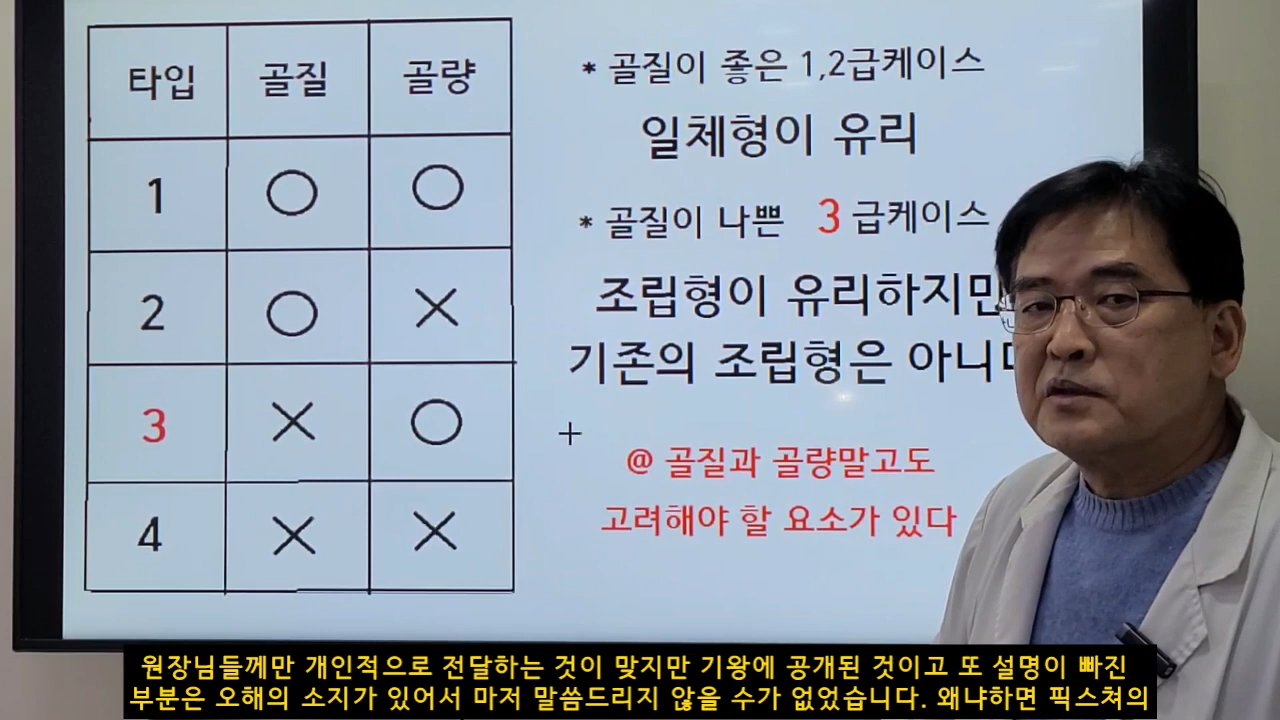 타입 골질 골량
1 ○ ○
2 ○ ×
3 × ○
4 × ×
* 골질이 좋은 1,2급케이스
일체형이 유리
* 골질이 나쁜 3 급케이스
조립형이 유리하지만
기존의 조립형은
@ 골질과 골량말고도
고려해야 할 요소가 있다
원장님들께만 개인적으로 전달하는 것이 맞지만 기왕에 공개된 것이고 또 설명이 빠진
부분은 오해의 소지가 있어서 마저 말씀드리지 않을 수가 없었습니다. 왜냐하면 픽스쳐의